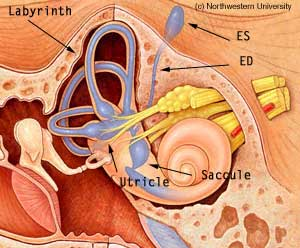 (c) Northwestern University
Labyrinth
ES
ED
Utricle
Saccule